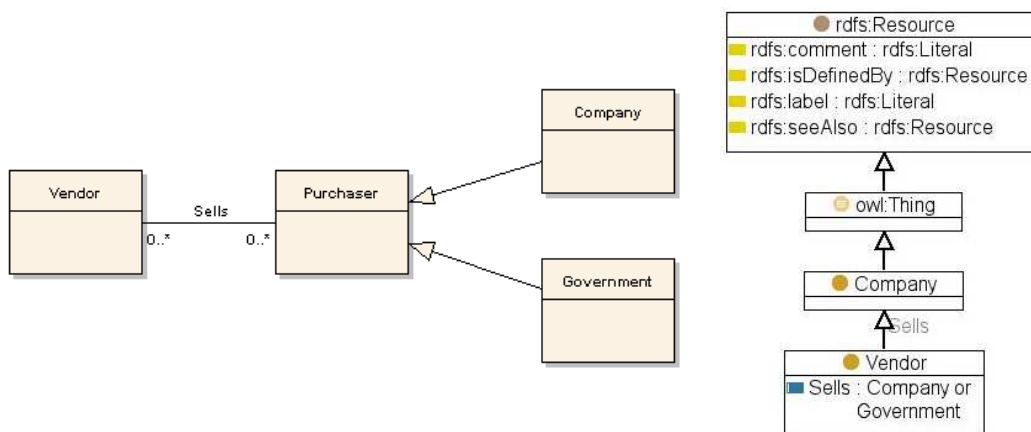 Vendor
Sells
0..*
0..*
Purchaser
Company
Government
rdfs:Resource
rdfs:comment : rdfs:Literal
rdfs:isDefinedBy : rdfs:Resource
rdfs:label : rdfs:Literal
rdfs:seeAlso : rdfs:Resource
owl:Thing
Company
Sells
Vendor
Sells : Company or
Government